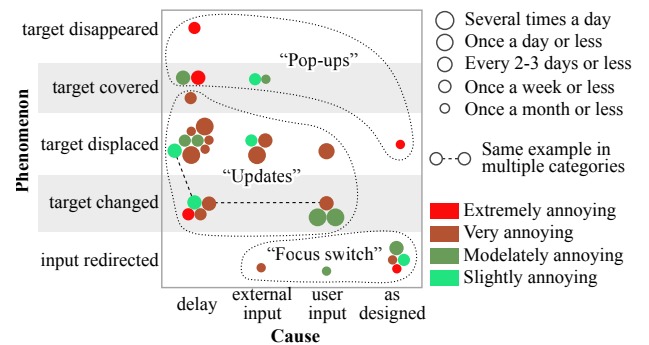 target disappeared
target covered
target displaced
target changed
input redirected
Phenomenon
“Pop-ups”
“Updates”
“Focus switch”
delay
external
input
user
input
as
designed
Cause
Several times a day
Once a day or less
Every 2-3 days or less
Once a week or less
Once a month or less
Same example in
multiple categories
Extremely annoying
Very annoying
Modelately annoying
Slightly annoying